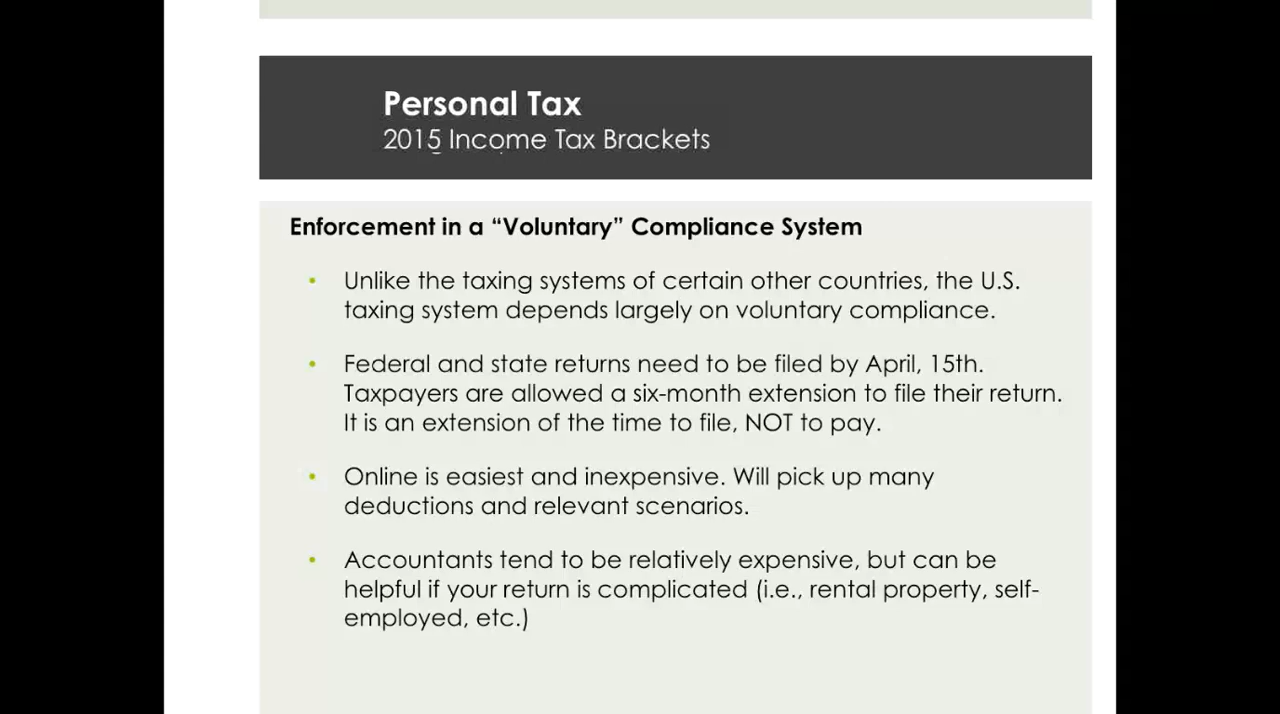 Personal Tax
2015 Income Tax Brackets
Enforcement in a “Voluntary” Compliance System
• Unlike the taxing systems of certain other countries, the U.S.
taxing system depends largely on voluntary compliance.
• Federal and state returns need to be filed by April, 15th.
Taxpayers are allowed a six-month extension to file their return.
It is an extension of the time to file, NOT to pay.
• Online is easiest and inexpensive. Will pick up many
deductions and relevant scenarios.
• Accountants tend to be relatively expensive, but can be
helpful if your return is complicated (i.e., rental property, self-
employed, etc.)